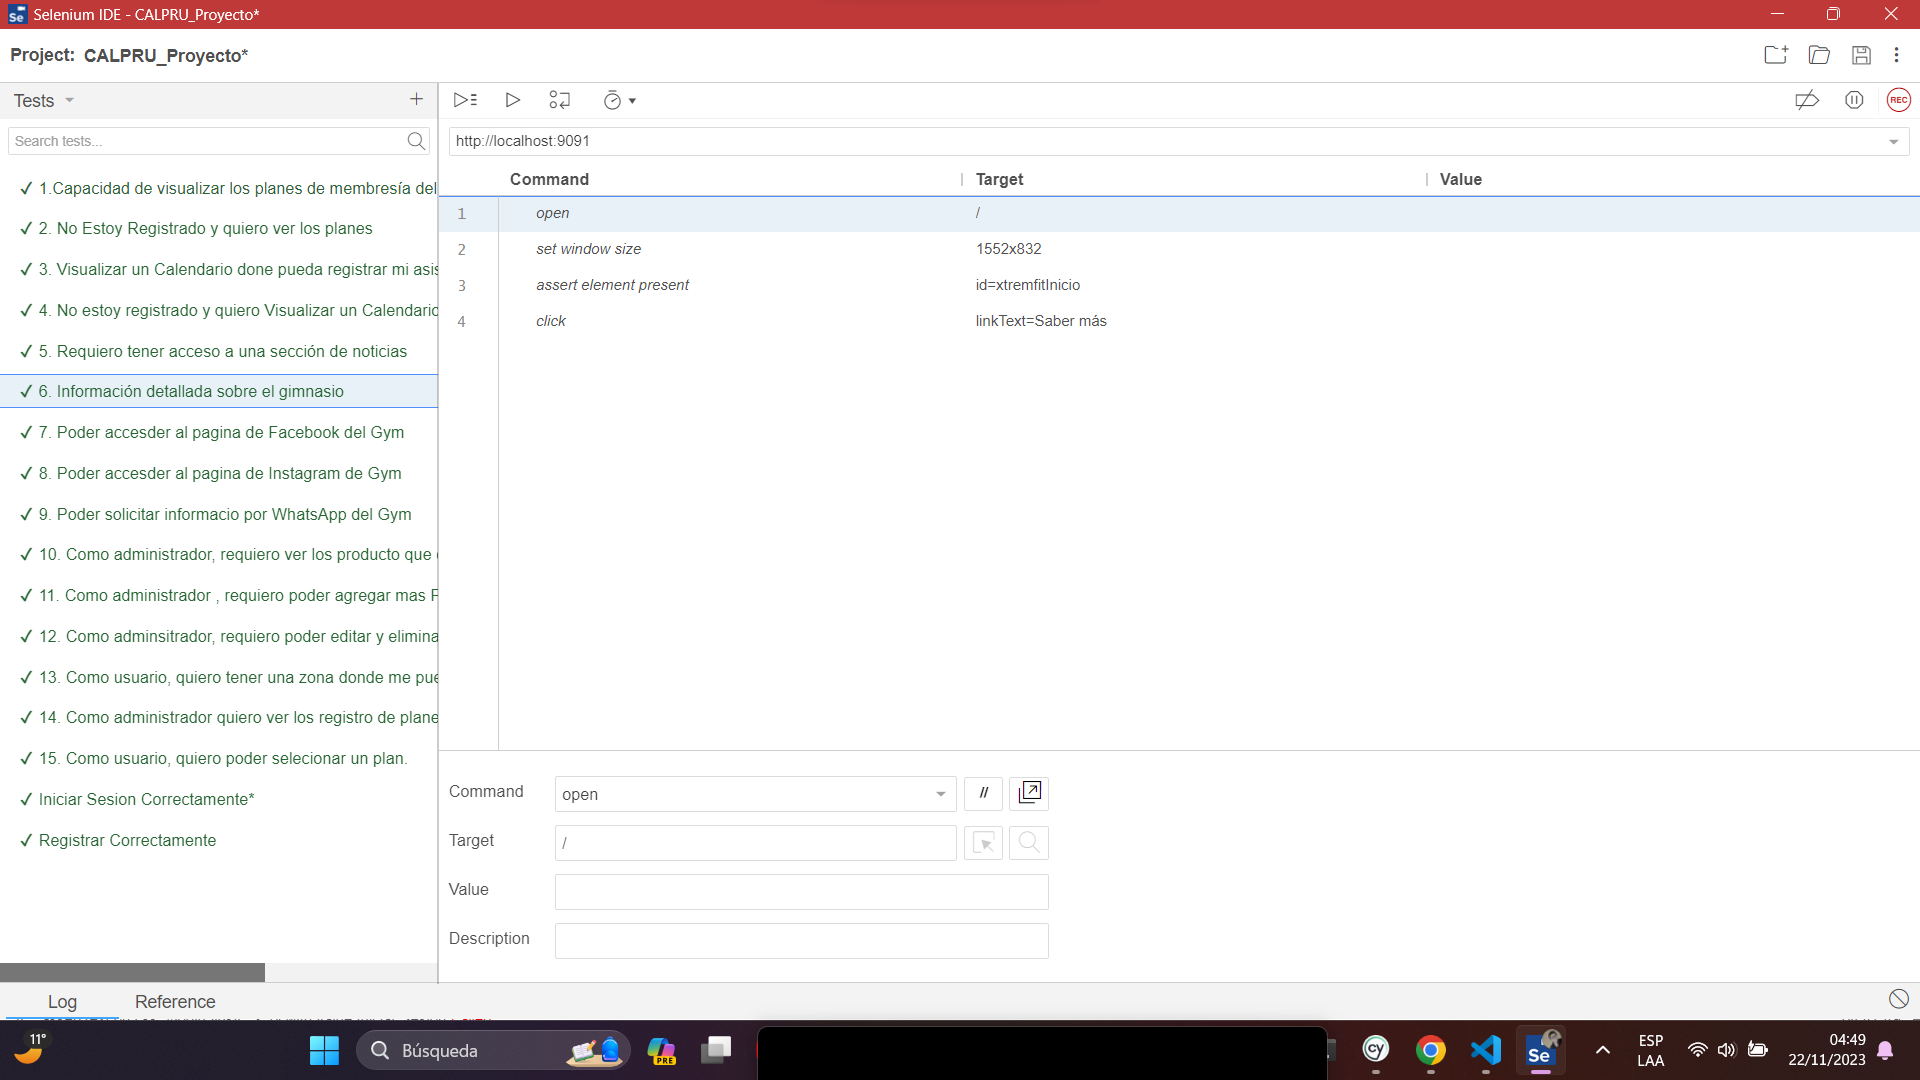 Selenium IDE - CALPRU_Proyecto*
Project: CALPRU_Proyecto*
Tests
Search tests...
http://localhost:9091
Command Target Value
1 open /
2 set window size 1552x832
3 assert element present id=xtremfitInicio
4 click linkText=Saber más
✓ 1.Capacidad de visualizar los planes de membresía del
✓ 2. No Estoy Registrado y quiero ver los planes
✓ 3. Visualizar un Calendario done pueda registrar mi asis
✓ 4. No estoy registrado y quiero Visualizar un Calendario
✓ 5. Requiero tener acceso a una sección de noticias
✓ 6. Información detallada sobre el gimnasio
✓ 7. Poder accesder al pagina de Facebook del Gym
✓ 8. Poder accesder al pagina de Instagram de Gym
✓ 9. Poder solicitar informacio por WhatsApp del Gym
✓ 10. Como administrador, requiero ver los producto que
✓ 11. Como administrador , requiero poder agregar mas
✓ 12. Como adminsitrador, requiero poder editar y elimina
✓ 13. Como usuario, quiero tener una zona donde me pue
✓ 14. Como administrador quiero ver los registro de plane
✓ 15. Como usuario, quiero poder selecionar un plan.
✓ Iniciar Sesion Correctamente*
✓ Registrar Correctamente
Command open //
Target /
Value
Description
Log Reference
REC
11°
Búsqueda
PRE
cy
Se
ESP
LAA
04:49
22/11/2023